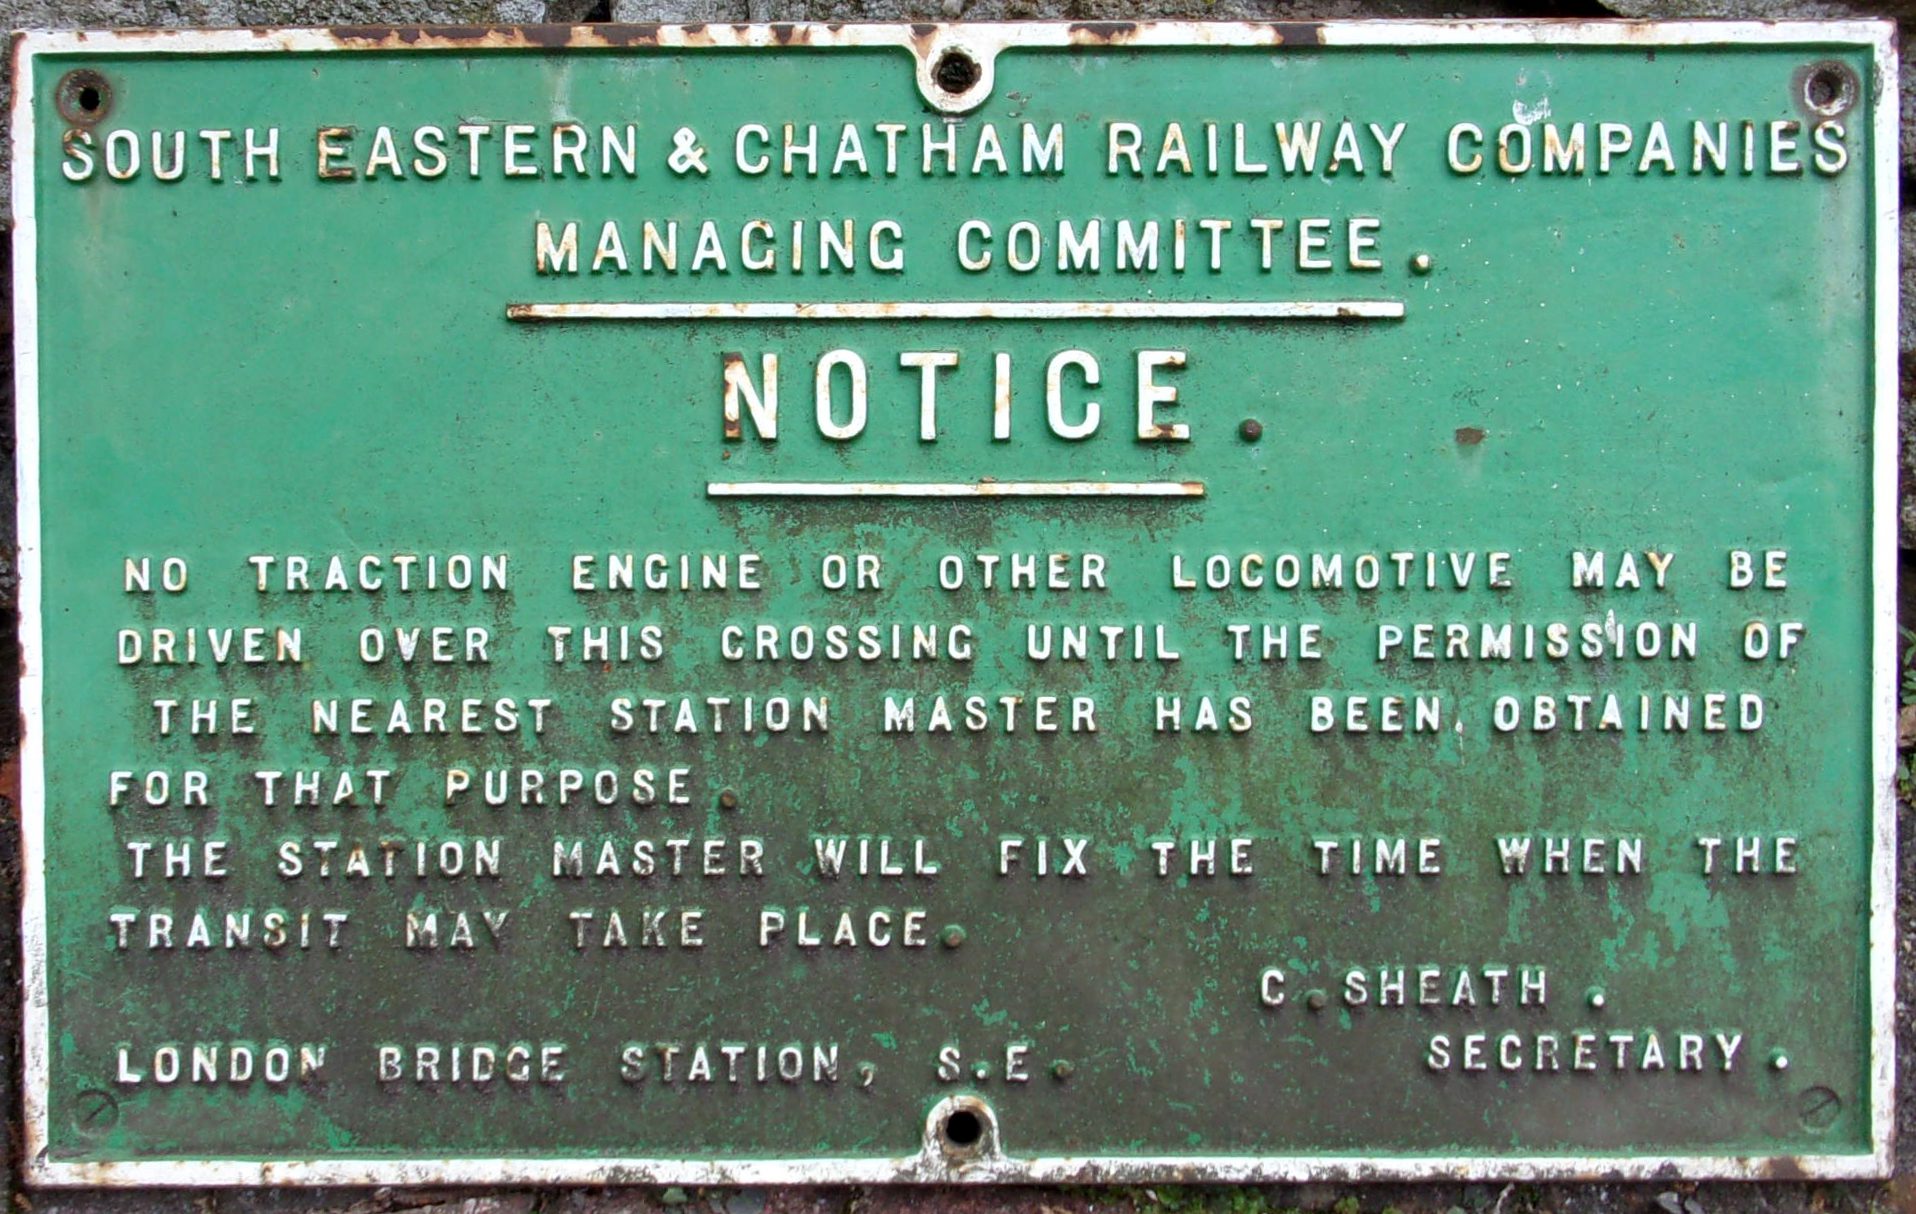 SOUTH EASTERN & CHATHAM RAILWAY COMPANIES
MANAGING COMMITTEE.
NOTICE.
NO TRACTION ENGINE OR OTHER LOCOMOTIVE MAY BE
DRIVEN OVER THIS CROSSING UNTIL THE PERMISSION OF
THE NEAREST STATION MASTER HAS BEEN OBTAINED
FOR THAT PURPOSE.
THE STATION MASTER WILL FIX THE TIME WHEN THE
TRANSIT MAY TAKE PLACE.
C. SHEATH.
SECRETARY.
LONDON BRIDGE STATION, S.E.